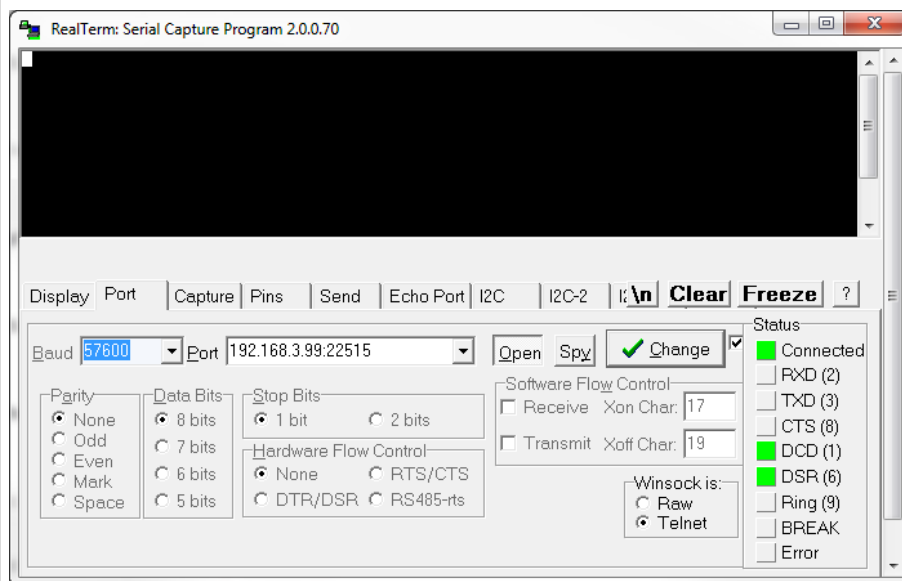 RealTerm: Serial Capture Program 2.0.0.70
Display Port Capture Pins Send Echo Port I2C I2C-2 \n Clear Freeze ?
Baud 57600 Port 192.168.3.99:22515 Open Spy Change
Parity
None
Odd
Even
Mark
Space
Data Bits
8 bits
7 bits
6 bits
5 bits
Stop Bits
1 bit 2 bits
Hardware Flow Control
None RTS/CTS
DTR/DSR RS485-rts
Software Flow Control
Receive Xon Char: 17
Transmit Xoff Char: 19
Winsock is:
Raw
Telnet
Status
Connected
RXD (2)
TXD (3)
CTS (8)
DCD (1)
DSR (6)
Ring (9)
BREAK
Error